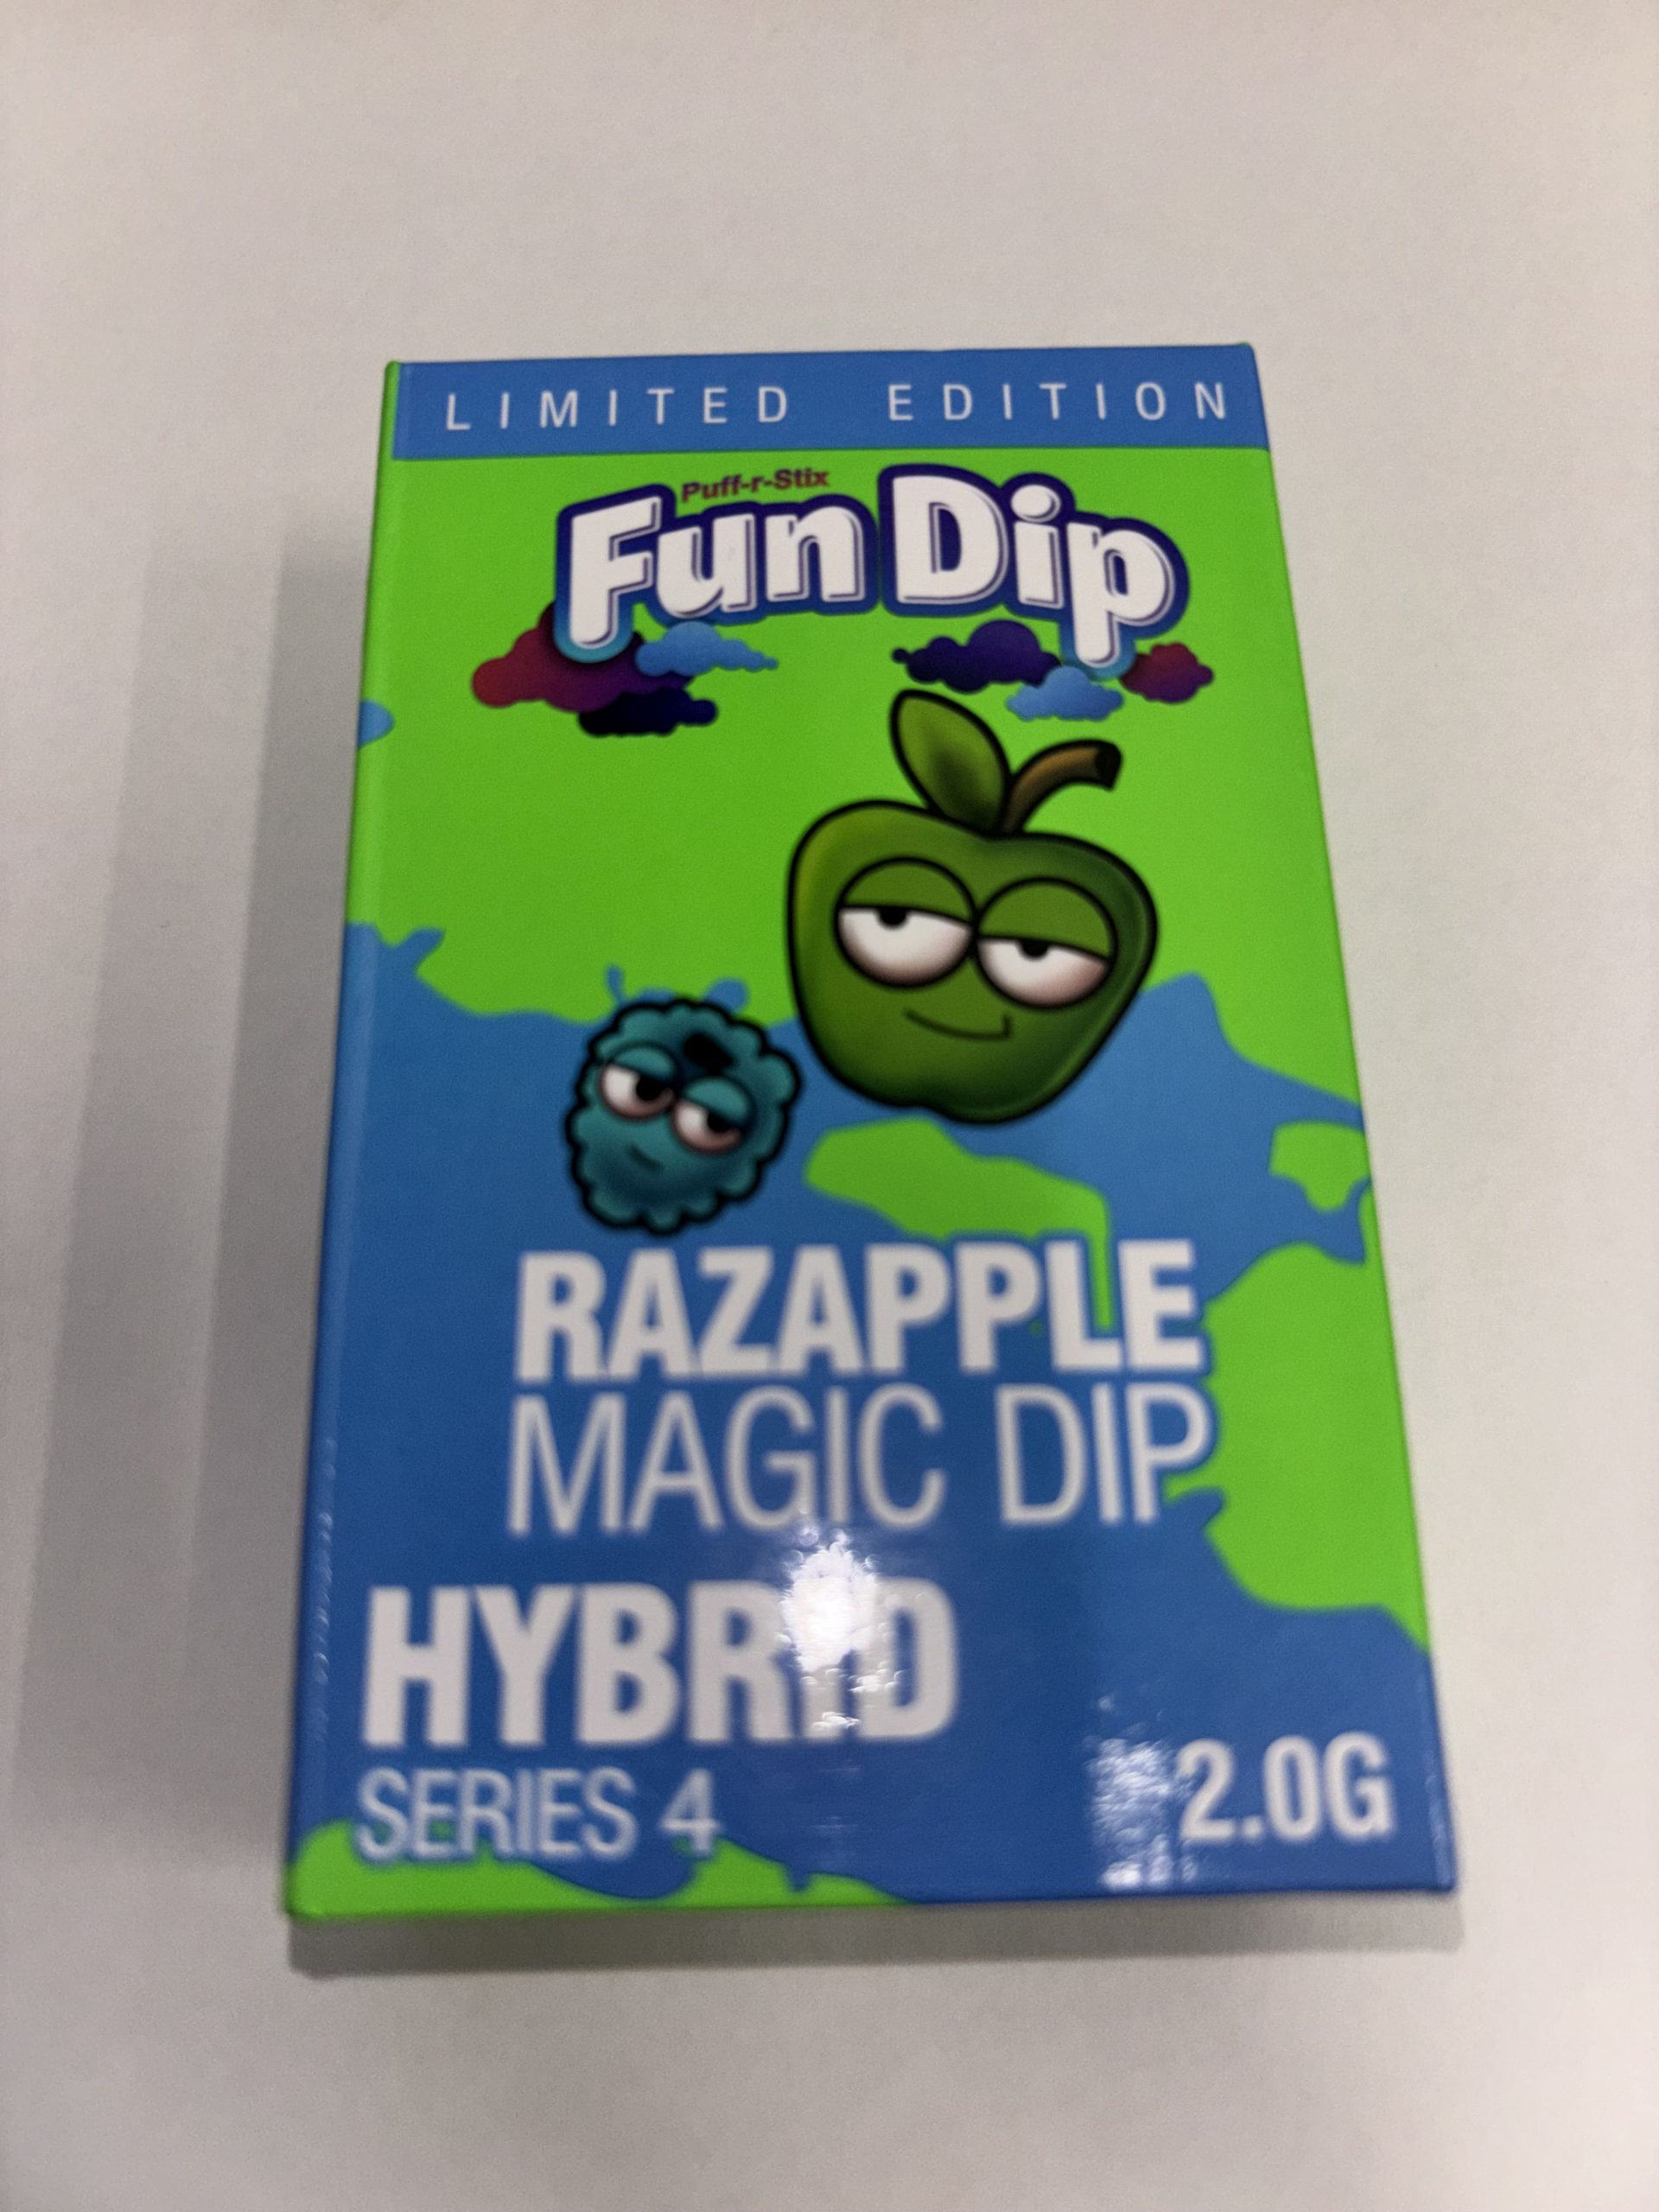 LIMITED EDITION
Puff-r-Stix
Fun Dip
RAZAPPLE
MAGIC DIP
HYBRID
SERIES 4
2.0G